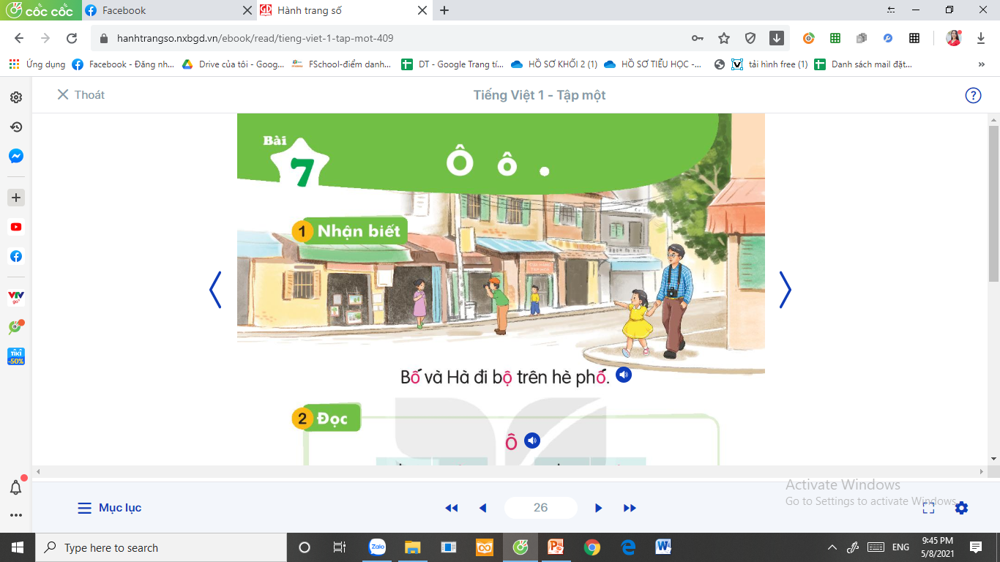 cốc cốc
Facebook
Hành trang số
hanhtrangso.nxbgd.vn/ebook/read/tieng-viet-1-tap-mot-409
Ứng dụng
Facebook - Đăng nh...
Drive của tôi - Goog...
FSchool-điểm danh...
DT - Google Trang tí...
HỒ SƠ KHỐI 2 (1)
HỒ SƠ TIỂU HỌC -...
tải hình free (1)
Danh sách mail đặt...
Thoát
Tiếng Việt 1 - Tập một
Bài
7
Ô ô .
1 Nhận biết
TẠP HÓA
Bố và Hà đi bộ trên hè phố.
2 Đọc
Ô
VTV
go
TIKI
-50%
Mục lục
26
Activate Windows
Go to Settings to activate Windows.
Type here to search
Zalo
ENG
9:45 PM
5/8/2021